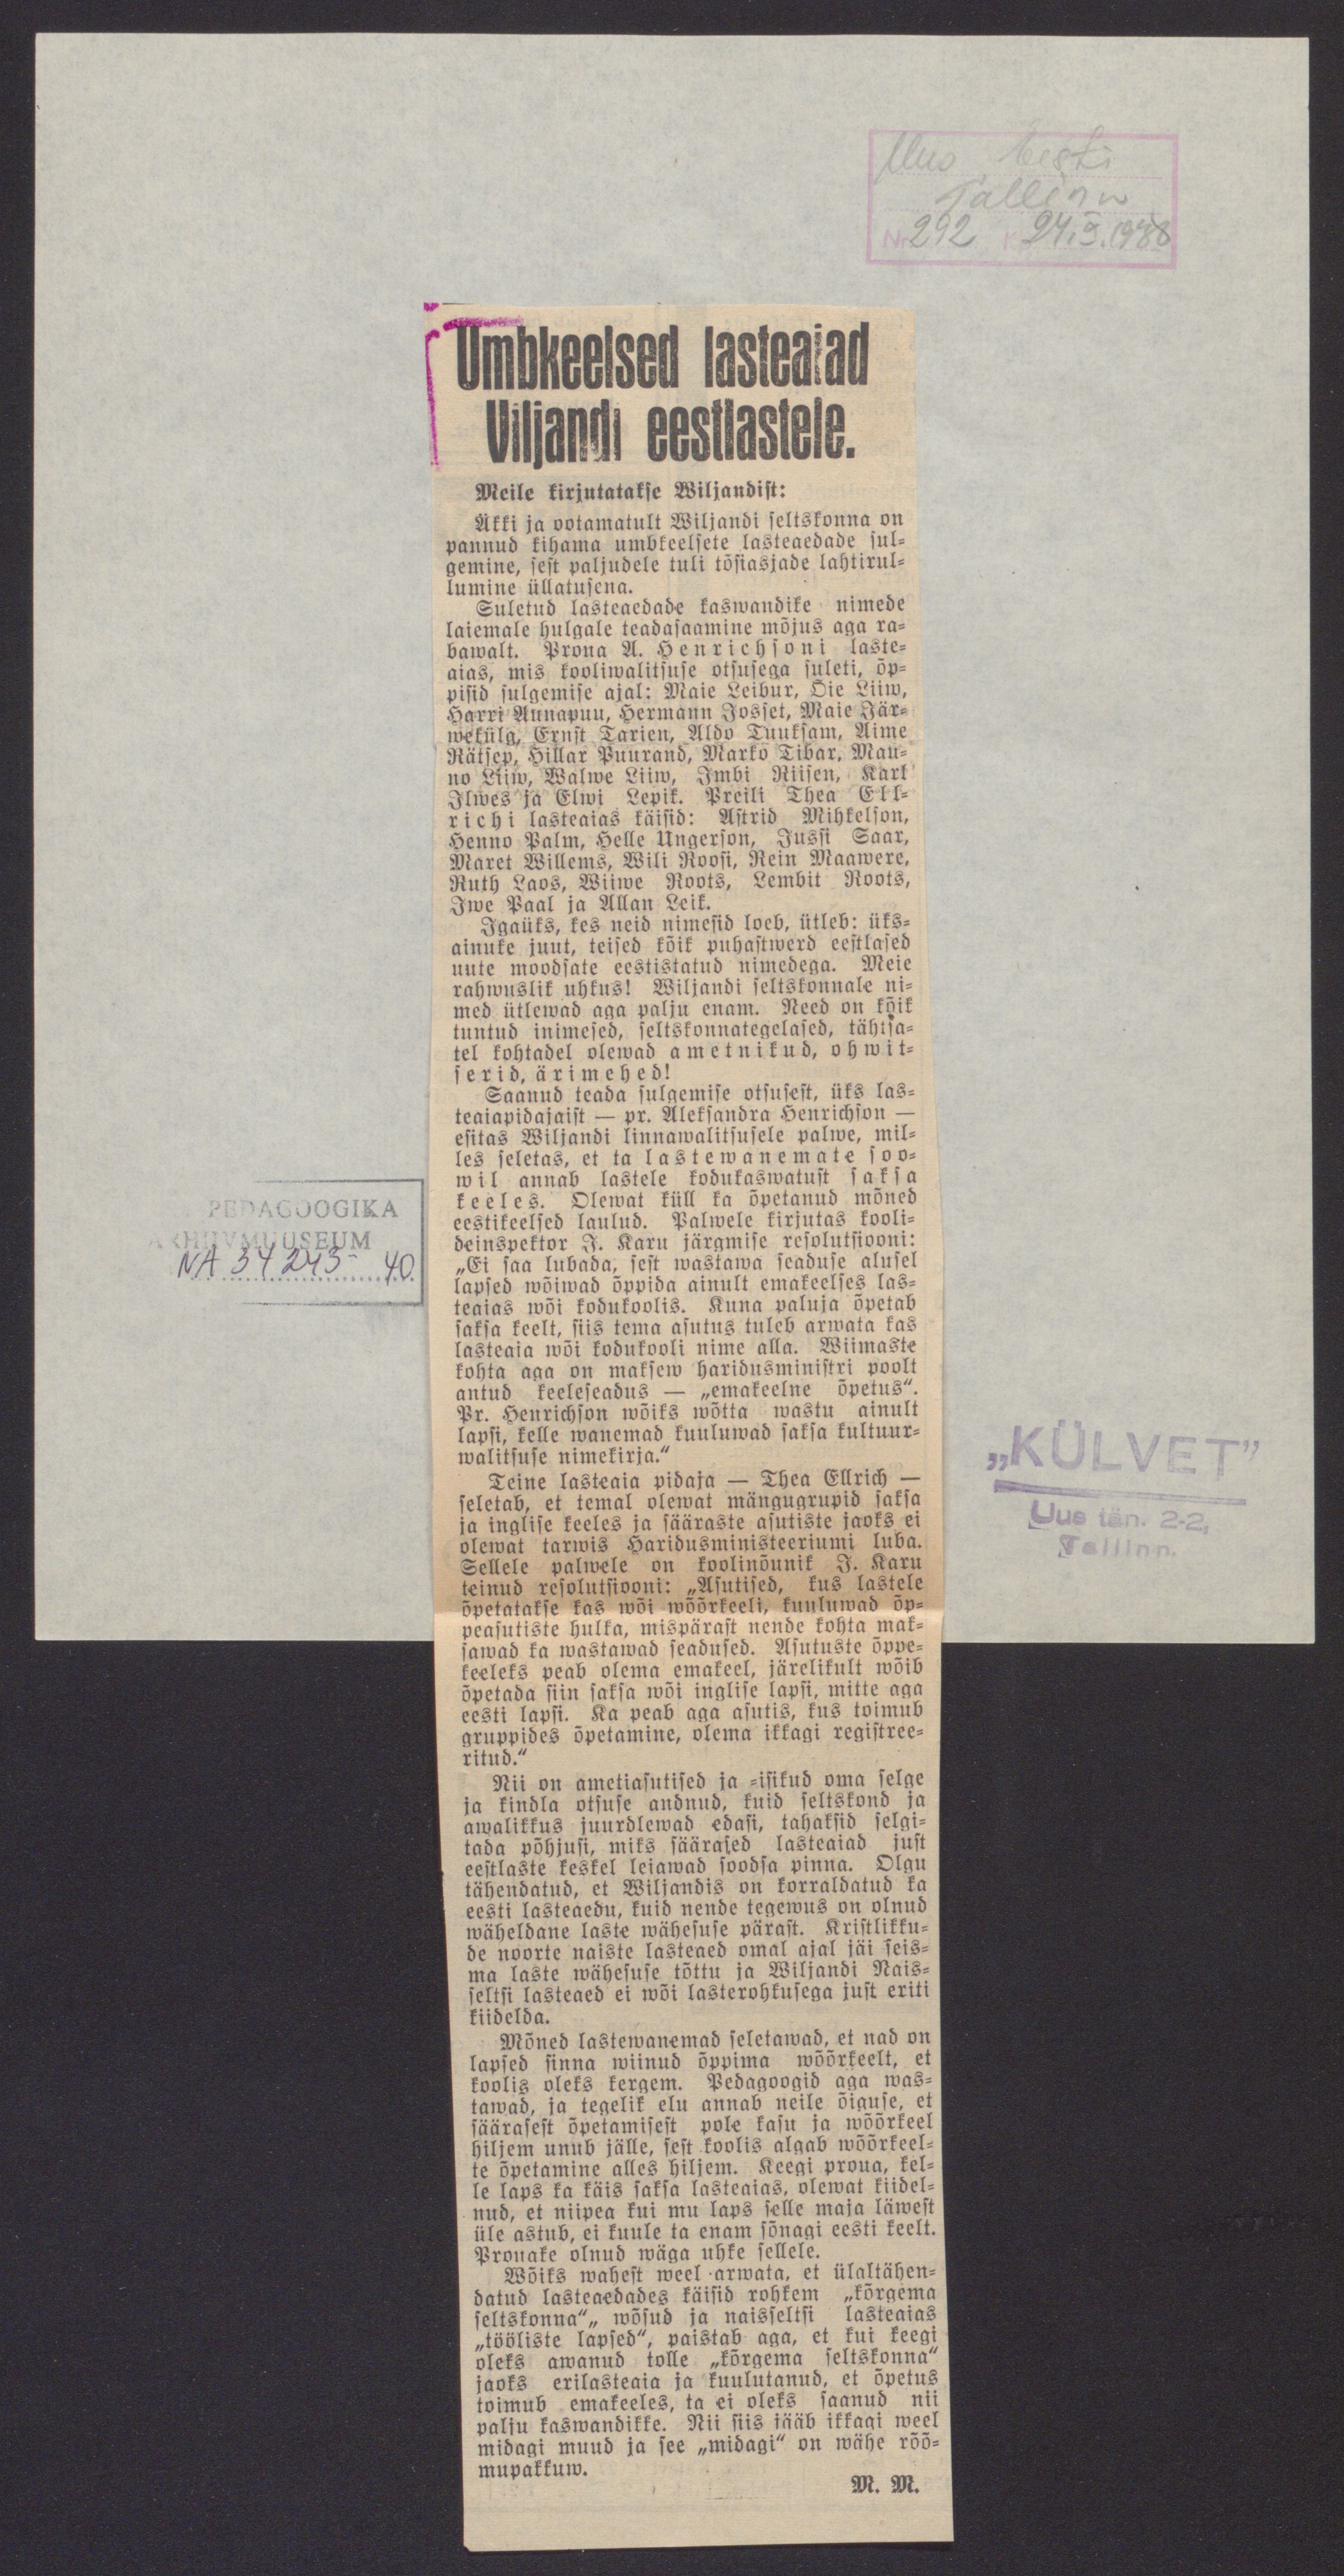 Uus Eesti
Tallinn
Nr. 292 24.X.1938
Umbkeelsed lasteaiad
Viljandi eestlastele.
Meile kirjutatakse Wiljandist:
Äkki ja ootamatult Wiljandi seltskonna on
pannud kihama umbkeelsete lasteaedade sul-
gemine, sest paljudele tuli tõsiasjade lahtirul-
lumine üllatusena.
Suletud lasteaedade kaswandike nimede
laiemale hulgale teadasaamine mõjus aga ra-
bawalt. Proua A. Henrichsoni laste-
aias, mis kooliwalitsuse otsusega suleti, õp-
pisid sulgemise ajal: Maie Leibur, Õie Liiw,
Harri Annapuu, Hermann Josset, Maie Jär-
wekülg, Ernst Tarien, Aldo Tuuksam, Aime
Rätsep, Hillar Puurand, Marko Tibar, Mau-
no Liiw, Walwe Liiw, Imbi Riisen, Karl
Ilwes ja Elwi Lepik. Preili Thea Ell-
richi lasteaias käisid: Astrid Mihkelson,
Henno Palm, Helle Ungerson, Jussi Saar,
Maret Willems, Wili Roosi, Rein Maawere,
Ruth Laos, Wiiwe Roots, Lembit Roots,
Iwe Paal ja Allan Leik.
Igaüks, kes neid nimesid loeb, ütleb: üks-
ainuke juut, teised kõik puhastwerd eestlased
uute moodsate eestistatud nimedega. Meie
rahwuslik uhkus! Wiljandi seltskonnale ni-
med ütlewad aga palju enam. Need on kõik
tuntud inimesed, seltskonnategelased, tähtsa-
tel kohtadel olewad ametnikud, ohwit-
serid, ärimehed!
Saanud teada sulgemise otsusest, üks las-
teaiapidajaist — pr. Aleksandra Henrichson —
esitas Wiljandi linnawalitsusele palwe, mil-
les seletas, et ta lastewanemate soo-
wil annab lastele kodukaswatust saksa
keeles. Olewat küll ka õpetanud mõned
eestikeelsed laulud. Palwele kirjutas kooli-
deinspektor J. Karu järgmise resolutsiooni:
„Ei saa lubada, sest wastawa seaduse alusel
lapsed wõiwad õppida ainult emakeelses las-
teaias wõi kodukoolis. Kuna paluja õpetab
saksa keelt, siis tema asutus tuleb arwata kas
lasteaia wõi kodukooli nime alla. Wiimaste
kohta aga on maksew haridusministri poolt
antud keeleseadus — „emakeelne õpetus“.
Pr. Henrichson wõiks wõtta wastu ainult
lapsi, kelle wanemad kuuluwad saksa kultuur-
walitsuse nimekirja.“
Teine lasteaia pidaja — Thea Ellrich —
seletab, et temal olewat mängugrupid saksa
ja inglise keeles ja sääraste asutiste jaoks ei
olewat tarwis Haridusministeeriumi luba.
Sellele palwele on koolinõunik J. Karu
teinud resolutsiooni: „Asutised, kus lastele
õpetatakse kas wõi wõõrkeeli, kuuluwad õp-
peasutiste hulka, mispärast nende kohta mak-
sawad ka wastawad seadused. Asutuste õppe-
keeleks peab olema emakeel, järelikult wõib
õpetada siin saksa wõi inglise lapsi, mitte aga
eesti lapsi. Ka peab aga asutis, kus toimub
gruppides õpetamine, olema ikkagi registree-
ritud.“
Nii on ametiasutised ja -isikud oma selge
ja kindla otsuse andnud, kuid seltskond ja
awalikkus juurdlewad edasi, tahaksid selgi-
tada põhjusi, miks säärased lasteaiad just
eestlaste keskel leiawad soodsa pinna. Olgu
tähendatud, et Wiljandis on korraldatud ka
eesti lasteaedu, kuid nende tegewus on olnud
wäheldane laste wähesuse pärast. Kristlikku-
de noorte naiste lasteaed omal ajal jäi seis-
ma laste wähesuse tõttu ja Wiljandi Nais-
seltsi lasteaed ei wõi lasterohkusega just eriti
kiidelda.
Mõned lastewanemad seletawad, et nad on
lapsed sinna wiinud õppima wõõrkeelt, et
koolis oleks kergem. Pedagoogid aga was-
tawad, ja tegelik elu annab neile õiguse, et
säärasest õpetamisest pole kasu ja wõõrkeel
hiljem unub jälle, sest koolis algab wõõrkeel-
te õpetamine alles hiljem. Keegi proua, kel-
le laps ka käis saksa lasteaias, olewat kiidel-
nud, et niipea kui mu laps selle maja läwest
üle astub, ei kuule ta enam sõnagi eesti keelt.
Prouake olnud wäga uhke sellele.
Wõiks wahest weel arwata, et ülaltähen-
datud lasteaedades käisid rohkem „kõrgema
seltskonna“„ wõsud ja naisseltsi lasteaias
„tööliste lapsed“, paistab aga, et kui keegi
oleks awanud tolle „kõrgema seltskonna“
jaoks erilasteaia ja kuulutanud, et õpetus
toimub emakeeles, ta ei oleks saanud nii
palju kaswandikke. Nii siis jääb ikkagi weel
midagi muud ja see „midagi“ on wähe rõõ-
mupakkuw.
M. M.
PEDAGOOGIKA
ARHIIVMUUSEUM
NA 34 245 40
„KÜLVET”
Uus tän. 2-2,
Tallinn.